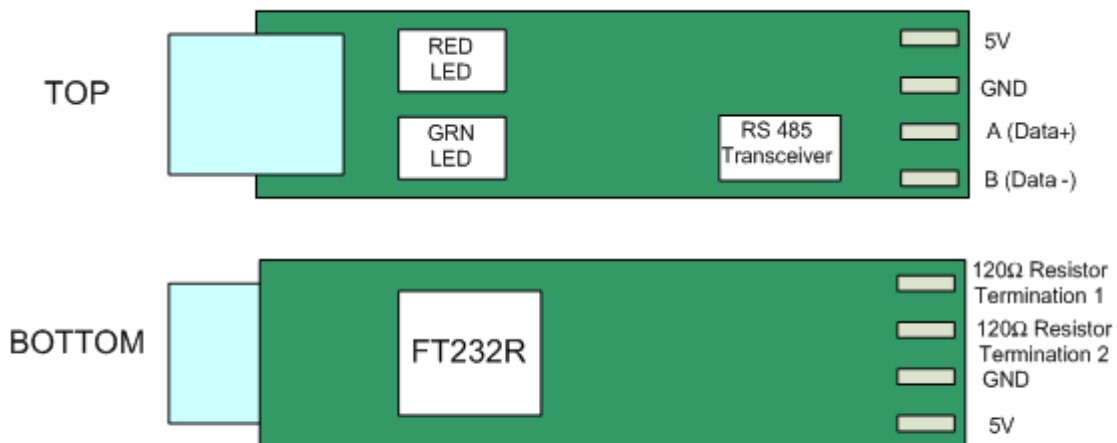 TOP
RED
LED
GRN
LED
RS 485
Transceiver
5V
GND
A (Data+)
B (Data -)
BOTTOM
FT232R
120Ω Resistor
Termination 1
120Ω Resistor
Termination 2
GND
5V